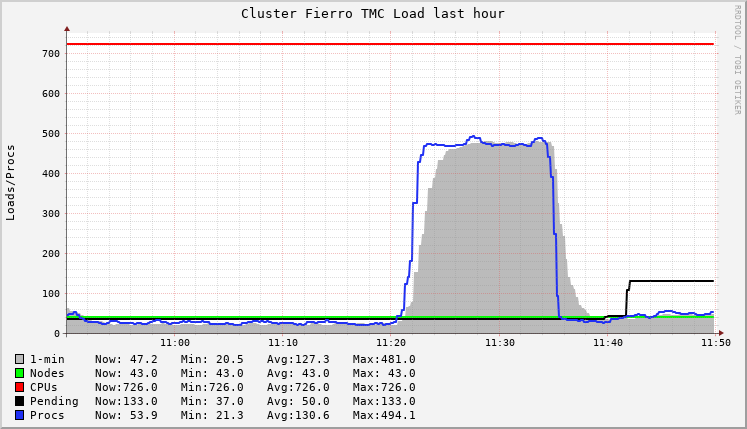 Cluster Fierro TMC Load last hour
RRDTOOL / TOBI OETIKER
Loads/Procs
700
600
500
400
300
200
100
0
11:00 11:10 11:20 11:30 11:40 11:50
1-min Now: 47.2 Min: 20.5 Avg:127.3 Max:481.0
Nodes Now: 43.0 Min: 43.0 Avg: 43.0 Max: 43.0
CPUs Now:726.0 Min:726.0 Avg:726.0 Max:726.0
Pending Now:133.0 Min: 37.0 Avg: 50.0 Max:133.0
Procs Now: 53.9 Min: 21.3 Avg:130.6 Max:494.1